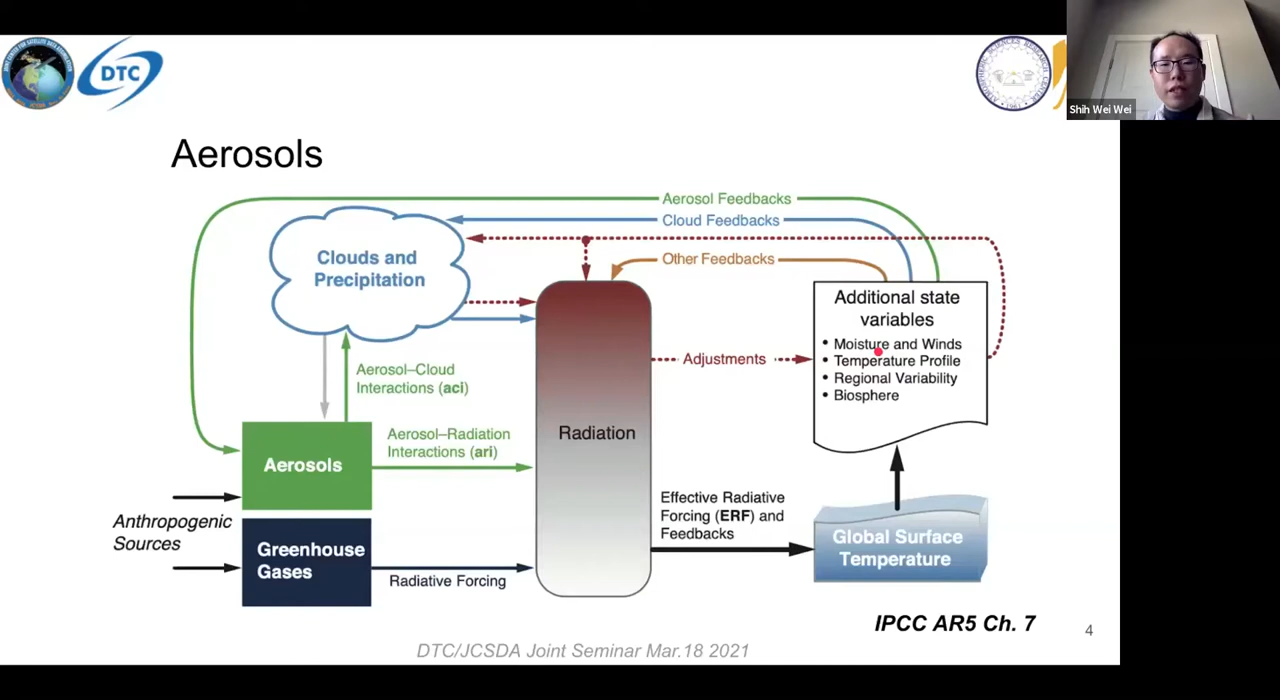 DTC
Shih Wei Wei
Aerosols
Aerosol Feedbacks
Cloud Feedbacks
Other Feedbacks
Clouds and
Precipitation
Additional state
variables
• Moisture and Winds
• Temperature Profile
• Regional Variability
• Biosphere
Adjustments
Aerosol–Cloud
Interactions (aci)
Aerosol–Radiation
Interactions (ari)
Radiation
Aerosols
Anthropogenic
Sources
Greenhouse
Gases
Radiative Forcing
Effective Radiative
Forcing (ERF) and
Feedbacks
Global Surface
Temperature
IPCC AR5 Ch. 7
4
DTC/JCSDA Joint Seminar Mar.18 2021